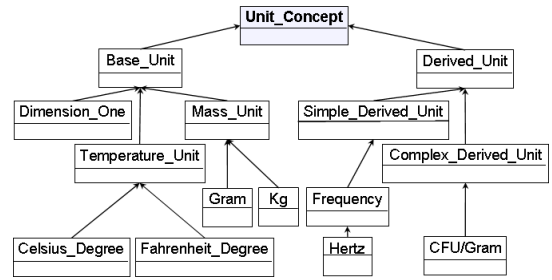 Unit_Concept
Base_Unit
Derived_Unit
Dimension_One
Mass_Unit
Simple_Derived_Unit
Temperature_Unit
Complex_Derived_Unit
Gram
Kg
Frequency
Celsius_Degree
Fahrenheit_Degree
Hertz
CFU/Gram